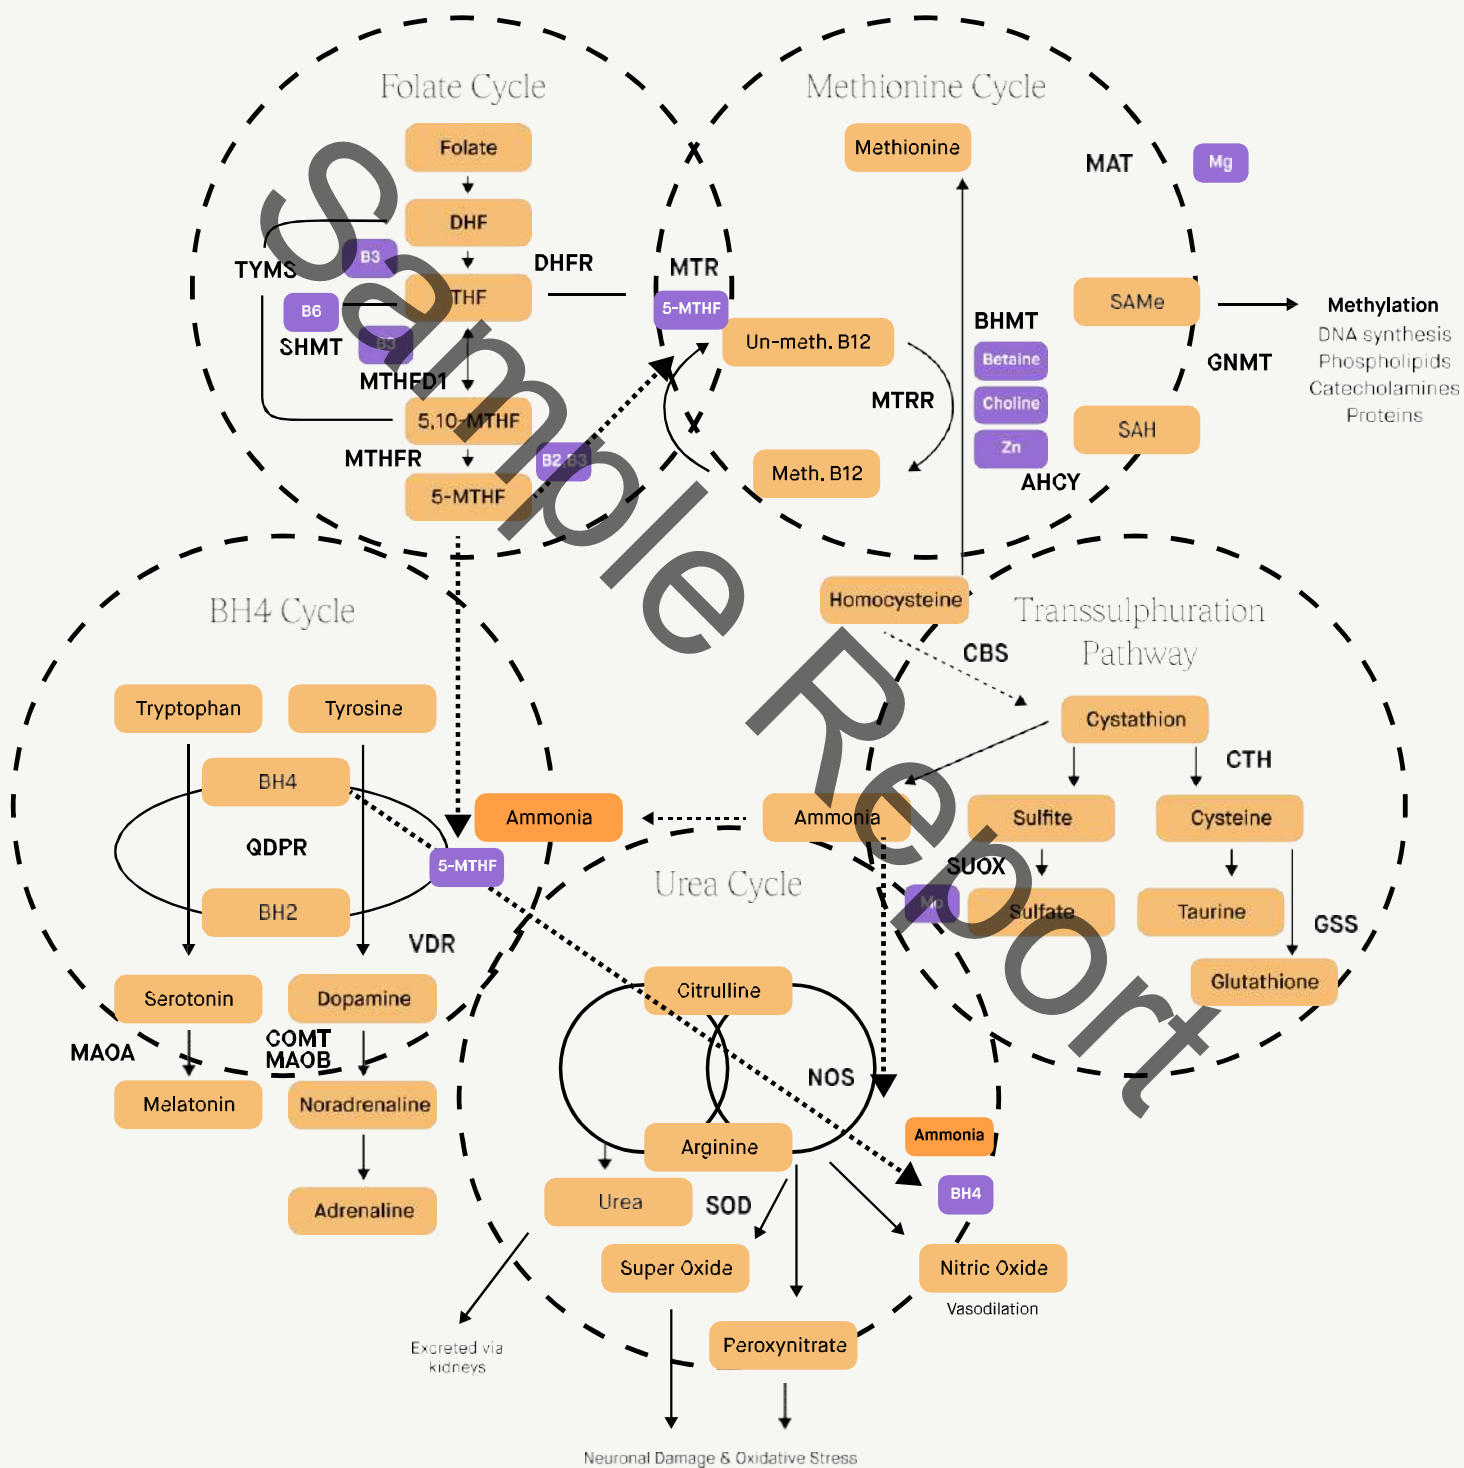 Folate Cycle
Methionine Cycle
Folate
Methionine
MAT
Mg
DHF
B3
TYMS
DHFR
MTR
THF
B6
5-MTHF
SAMe
Methylation
DNA synthesis
Phospholipids
Catecholamines
Proteins
SHMT
B3
Un-meth. B12
BHMT
Betaine
GNMT
MTHFD1
MTRR
Choline
5,10-MTHF
SAH
Zn
MTHFR
B2,B3
Meth. B12
AHCY
5-MTHF
Sample Report
BH4 Cycle
Homocysteine
Transsulphuration
Pathway
CBS
Tryptophan
Tyrosine
Cystathion
BH4
CTH
Ammonia
Ammonia
Sulfite
Cysteine
QDPR
5-MTHF
SUOX
Urea Cycle
Mo
BH2
Sulfate
Taurine
GSS
VDR
Glutathione
Serotonin
Dopamine
Citrulline
MAOA
COMT
MAOB
NOS
Melatonin
Noradrenaline
Ammonia
Arginine
BH4
Urea
SOD
Adrenaline
Super Oxide
Nitric Oxide
Vasodilation
Excreted via
kidneys
Peroxynitrate
Neuronal Damage & Oxidative Stress